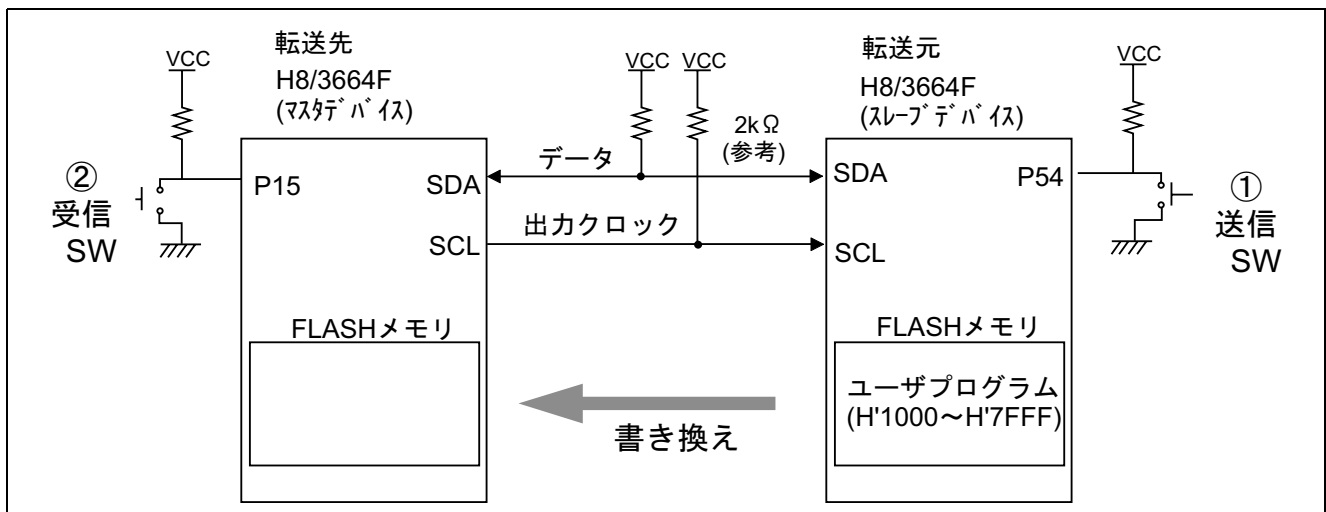 転送先
H8/3664F
(ﾏｽﾀﾃﾞﾊﾞｲｽ)
VCC
②
受信
SW
P15
SDA
SCL
FLASHメモリ
VCC VCC
2kΩ
(参考)
データ
出力クロック
書き換え
転送元
H8/3664F
(ｽﾚｰﾌﾞﾃﾞﾊﾞｲｽ)
VCC
SDA
P54
SCL
①
送信
SW
FLASHメモリ
ユーザプログラム
(H'1000～H'7FFF)